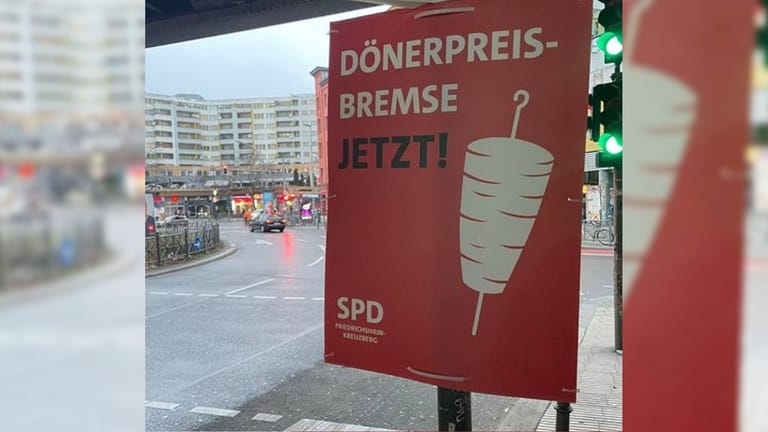 DÖNERPREIS-
BREMSE
JETZT!
SPD
FRIEDRICHSHAIN-
KREUZBERG